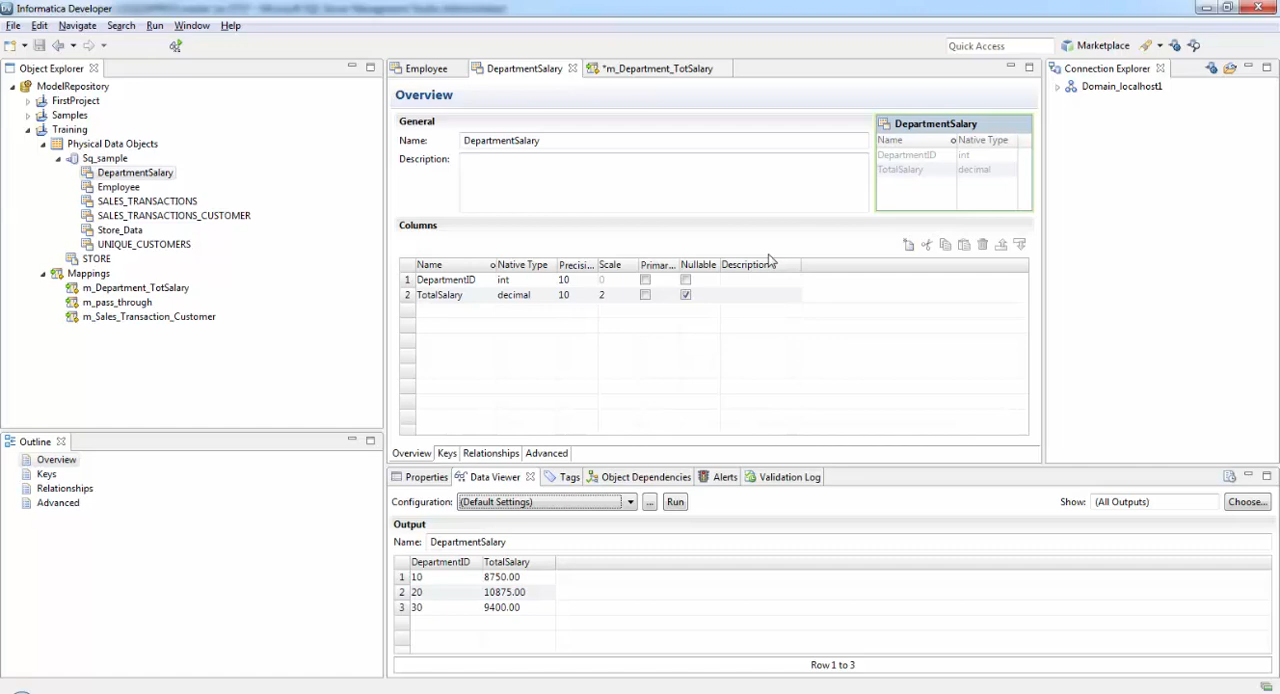 Informatica Developer
File Edit Navigate Search Run Window Help
Quick Access
Marketplace
Object Explorer
ModelRepository
FirstProject
Samples
Training
Physical Data Objects
Sq_sample
DepartmentSalary
Employee
SALES_TRANSACTIONS
SALES_TRANSACTIONS_CUSTOMER
Store_Data
UNIQUE_CUSTOMERS
STORE
Mappings
m_Department_TotSalary
m_pass_through
m_Sales_Transaction_Customer
Outline
Overview
Keys
Relationships
Advanced
Employee DepartmentSalary *m_Department_TotSalary
Overview
General
Name: DepartmentSalary
Description:
DepartmentSalary
Name Native Type
DepartmentID int
TotalSalary decimal
Columns
Name Native Type Precisi... Scale Primar... Nullable Description
1 DepartmentID int 10 0
2 TotalSalary decimal 10 2
Overview Keys Relationships Advanced
Properties Data Viewer Tags Object Dependencies Alerts Validation Log
Configuration: (Default Settings) ... Run Show: (All Outputs) Choose...
Output
Name: DepartmentSalary
DepartmentID TotalSalary
1 10 8750.00
2 20 10875.00
3 30 9400.00
Row 1 to 3
Connection Explorer
Domain_localhost1